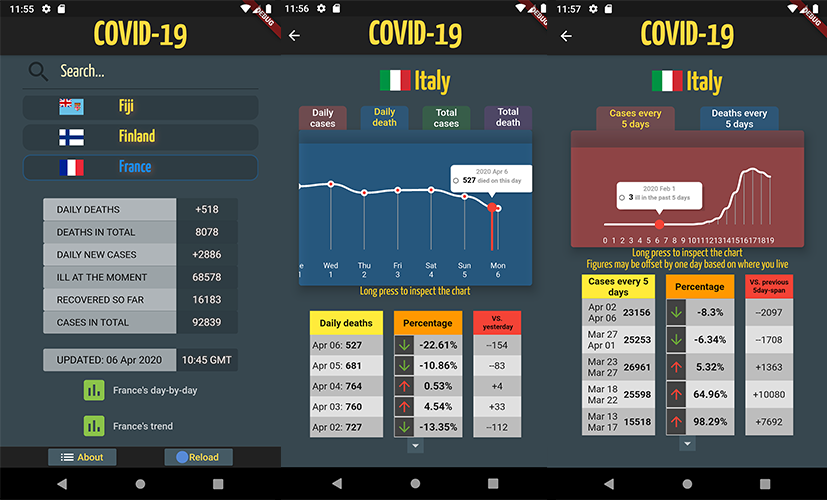 11:55
DEBUG
COVID-19
Search...
Fiji
Finland
France
DAILY DEATHS +518
DEATHS IN TOTAL 8078
DAILY NEW CASES +2886
ILL AT THE MOMENT 68578
RECOVERED SO FAR 16183
CASES IN TOTAL 92839
UPDATED: 06 Apr 2020 10:45 GMT
France's day-by-day
France's trend
About Reload
11:56
DEBUG
COVID-19
Italy
Daily cases
Daily death
Total cases
Total death
2020 Apr 6
527 died on this day
Wed Thu Fri Sat Sun Mon
1 2 3 4 5 6
Long press to inspect the chart
Daily deaths Percentage VS. yesterday
Apr 06: 527 -22.61% --154
Apr 05: 681 -10.86% --83
Apr 04: 764 0.53% +4
Apr 03: 760 4.54% +33
Apr 02: 727 -13.35% --112
11:57
DEBUG
COVID-19
Italy
Cases every 5 days
Deaths every 5 days
2020 Feb 1
3 ill in the past 5 days
0 1 2 3 4 5 6 7 8 9 10 11 12 13 14 15 16 17 18 19
Long press to inspect the chart
Figures may be offset by one day based on where you live
Cases every 5 days Percentage VS. previous 5day-span
Apr 02 Apr 06 23156 -8.3% --2097
Mar 27 Apr 01 25253 -6.34% --1708
Mar 23 Mar 27 26961 5.32% +1363
Mar 18 Mar 22 25598 64.96% +10080
Mar 13 Mar 17 15518 98.29% +7692